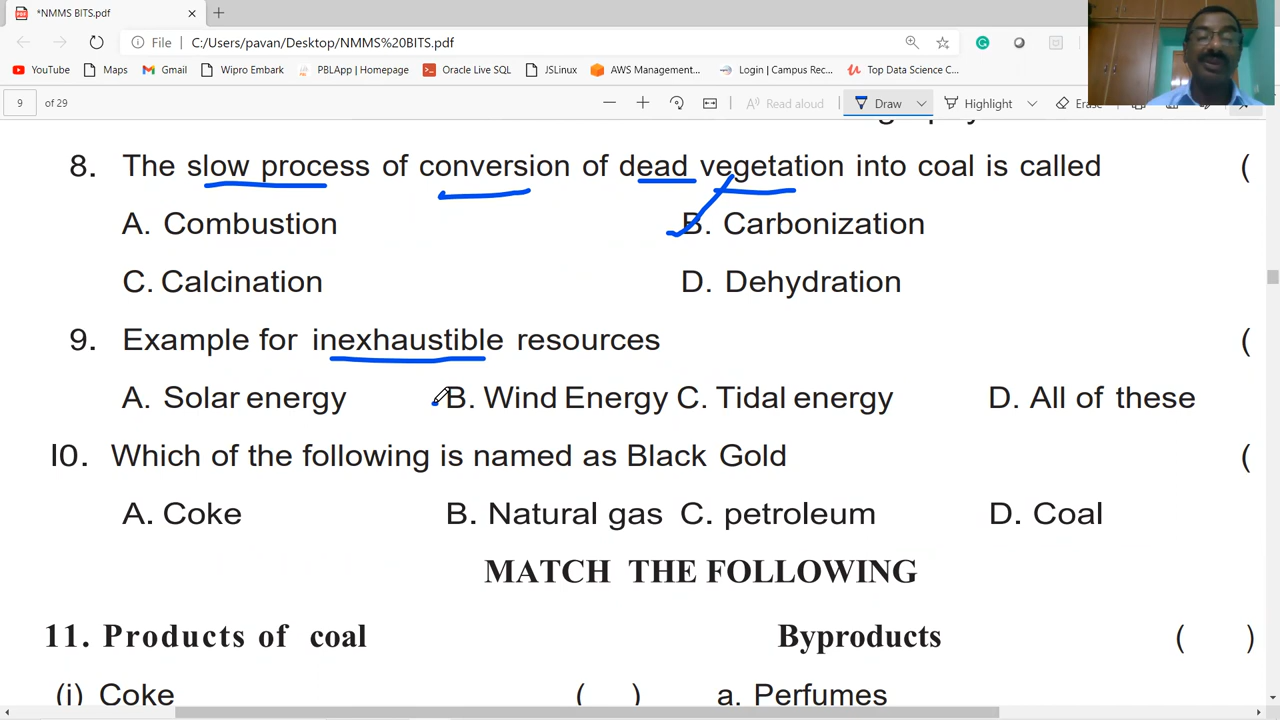 *NMMS BITS.pdf
File C:/Users/pavan/Desktop/NMMS%20BITS.pdf
YouTube Maps Gmail Wipro Embark PBLApp | Homepage Oracle Live SQL JSLinux AWS Management... Login | Campus Rec... Top Data Science C...
9 of 29 Read aloud Draw Highlight Erase
8. The slow process of conversion of dead vegetation into coal is called (
A. Combustion B. Carbonization
C. Calcination D. Dehydration
9. Example for inexhaustible resources (
A. Solar energy B. Wind Energy C. Tidal energy D. All of these
l0. Which of the following is named as Black Gold (
A. Coke B. Natural gas C. petroleum D. Coal
MATCH THE FOLLOWING
11. Products of coal Byproducts ( )
(i) Coke ( ) a. Perfumes